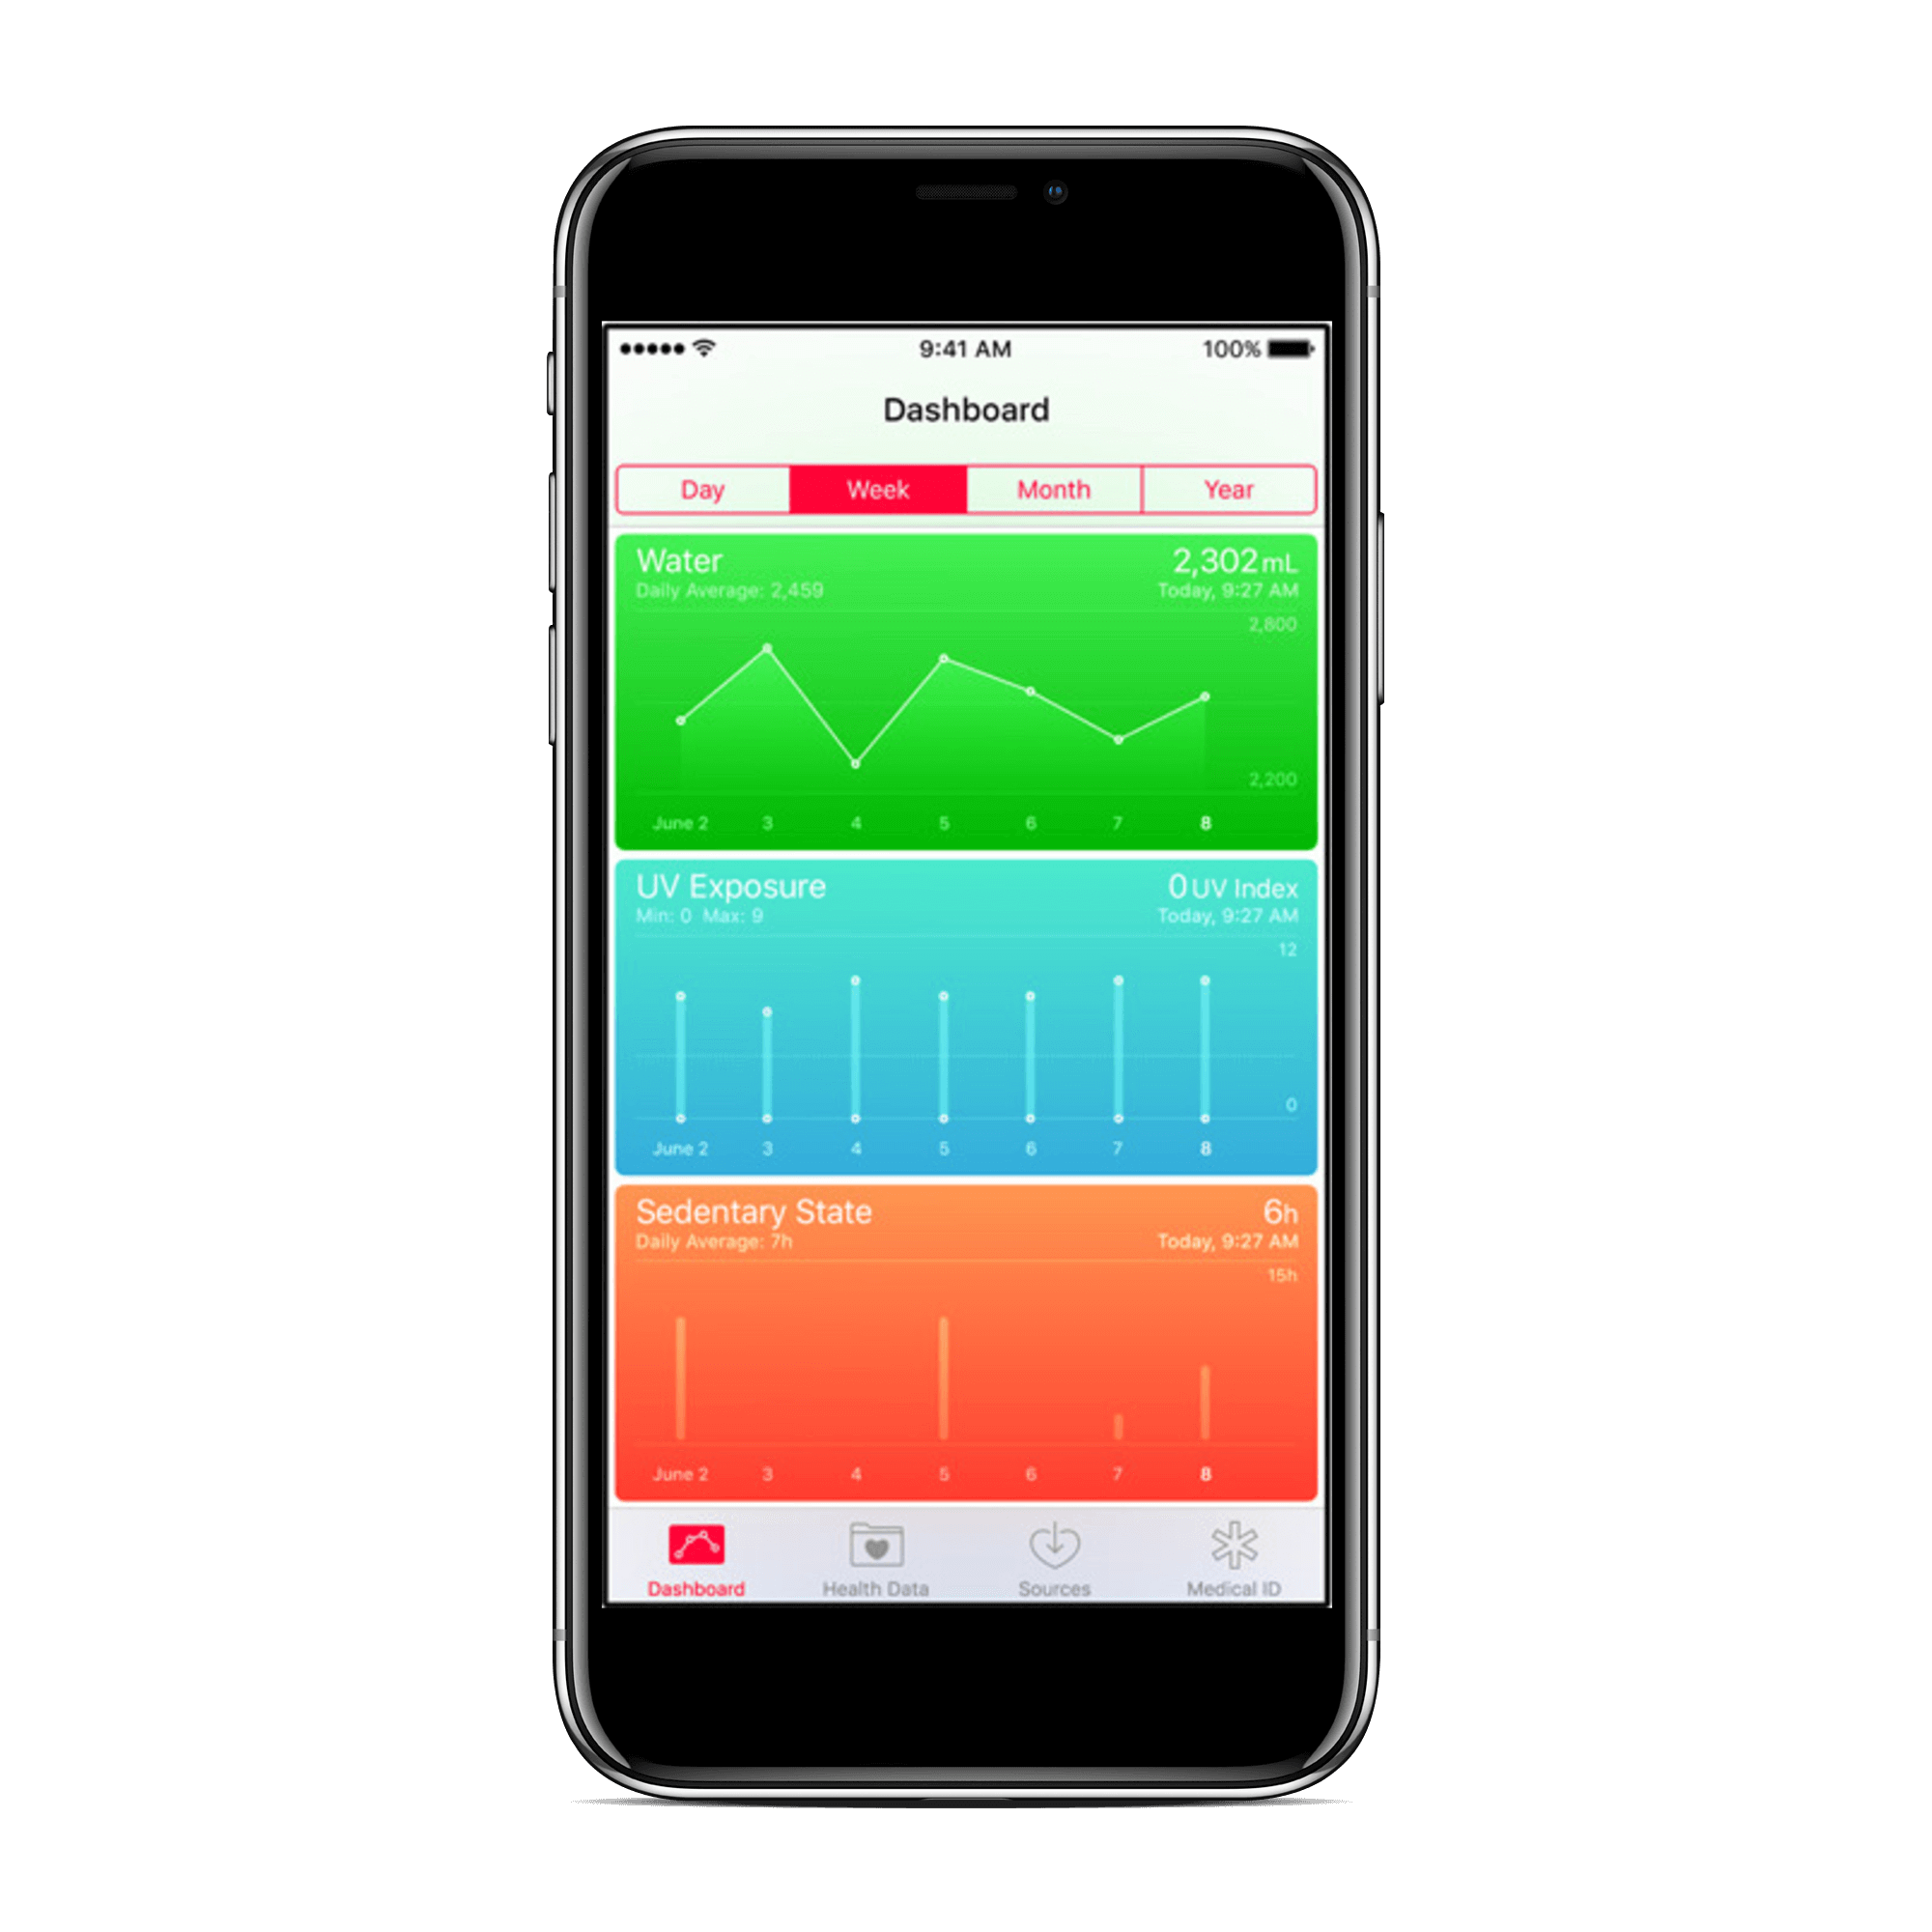 9:41 AM 100%
Dashboard
Day Week Month Year
Water 2,302 mL
Daily Average: 2,459 Today, 9:27 AM
2,800
2,200
June 2 3 4 5 6 7 8
UV Exposure 0 UV Index
Min: 0 Max: 9 Today, 9:27 AM
12
0
June 2 3 4 5 6 7 8
Sedentary State 6h
Daily Average: 7h Today, 9:27 AM
15h
June 2 3 4 5 6 7 8
Dashboard Health Data Sources Medical ID